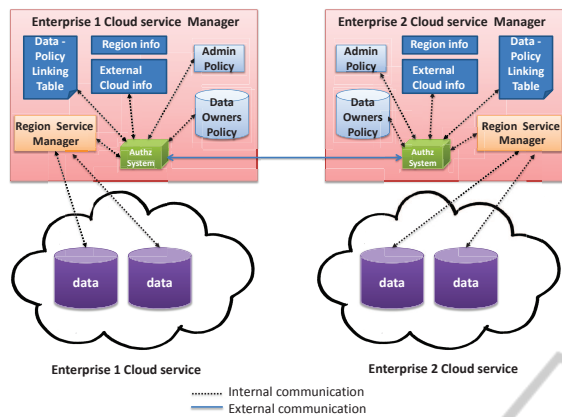 Enterprise 1 Cloud service Manager
Data -
Policy
Linking
Table
Region info
External
Cloud info
Admin
Policy
Data
Owners
Policy
Region Service
Manager
Authz
System
Enterprise 2 Cloud service Manager
Admin
Policy
Region info
External
Cloud info
Data -
Policy
Linking
Table
Data
Owners
Policy
Authz
System
Region Service
Manager
data
data
data
data
Enterprise 1 Cloud service
Enterprise 2 Cloud service
Internal communication
External communication